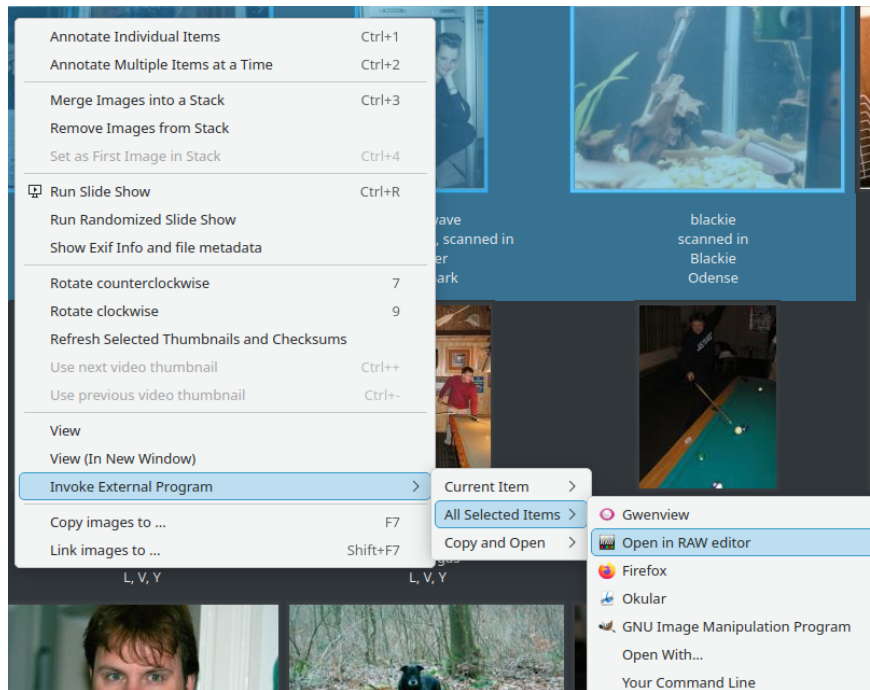 Annotate Individual Items Ctrl+1
Annotate Multiple Items at a Time Ctrl+2
Merge Images into a Stack Ctrl+3
Remove Images from Stack
Set as First Image in Stack Ctrl+4
Run Slide Show Ctrl+R
Run Randomized Slide Show
Show Exif Info and file metadata
Rotate counterclockwise 7
Rotate clockwise 9
Refresh Selected Thumbnails and Checksums
Use next video thumbnail Ctrl++
Use previous video thumbnail Ctrl+-
View
View (In New Window)
Invoke External Program
Copy images to ... F7
Link images to ... Shift+F7
Current Item
All Selected Items
Copy and Open
Gwenview
Open in RAW editor
Firefox
Okular
GNU Image Manipulation Program
Open With...
Your Command Line
, scanned in
blackie
scanned in
Blackie
Odense
L, V, Y
L, V, Y